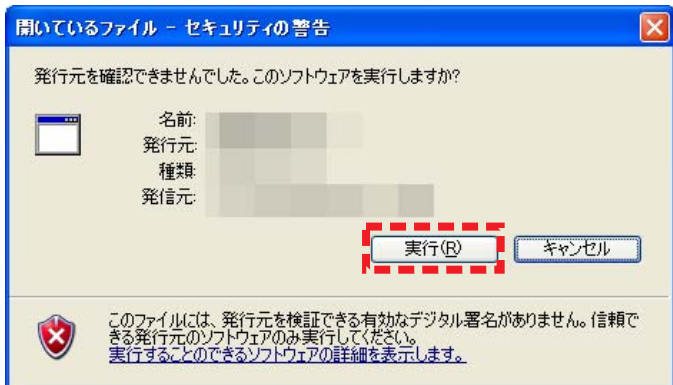 開いているファイル - セキュリティの警告
発行元を確認できませんでした。このソフトウェアを実行しますか?
名前:
発行元:
種類:
発信元:
実行(R)
キャンセル
このファイルには、発行元を検証できる有効なデジタル署名がありません。信頼で
きる発行元のソフトウェアのみ実行してください。
実行することのできるソフトウェアの詳細を表示します。